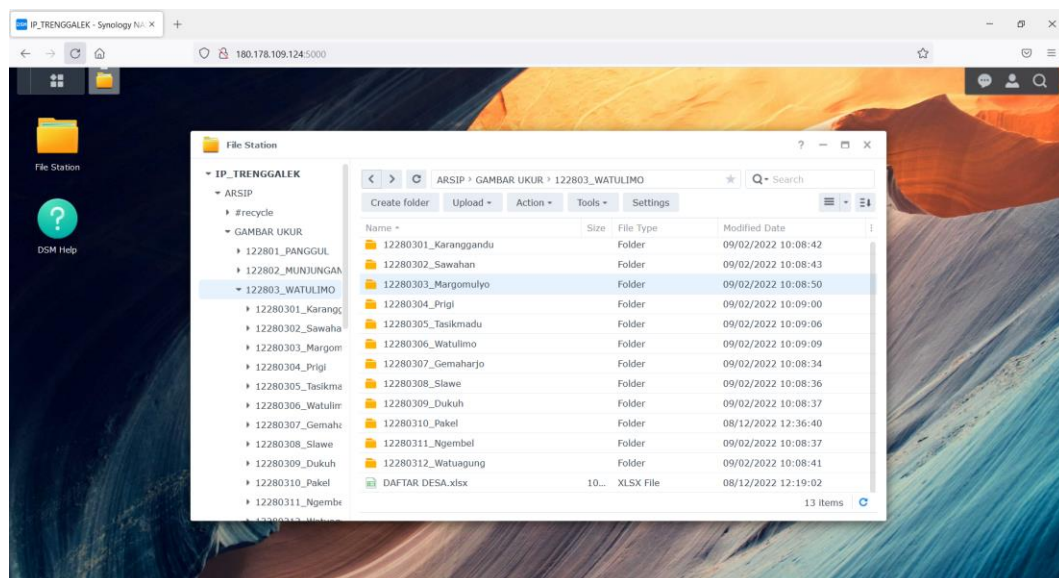 IP_TRENGGALEK - Synology NA
180.178.109.124:5000
File Station
DSM Help
File Station
IP_TRENGGALEK
ARSIP
#recycle
GAMBAR UKUR
122801_PANGGUL
122802_MUNJUNGAN
122803_WATULIMO
12280301_Karangg
12280302_Sawaha
12280303_Margom
12280304_Prigi
12280305_Tasikma
12280306_Watulim
12280307_Gemaha
12280308_Slawe
12280309_Dukuh
12280310_Pakel
12280311_Ngembe
ARSIP > GAMBAR UKUR > 122803_WATULIMO
Search
Create folder Upload Action Tools Settings
Name Size File Type Modified Date
12280301_Karanggandu Folder 09/02/2022 10:08:42
12280302_Sawahan Folder 09/02/2022 10:08:43
12280303_Margomulyo Folder 09/02/2022 10:08:50
12280304_Prigi Folder 09/02/2022 10:09:00
12280305_Tasikmadu Folder 09/02/2022 10:09:06
12280306_Watulimo Folder 09/02/2022 10:09:09
12280307_Gemaharjo Folder 09/02/2022 10:08:34
12280308_Slawe Folder 09/02/2022 10:08:36
12280309_Dukuh Folder 09/02/2022 10:08:37
12280310_Pakel Folder 08/12/2022 12:36:40
12280311_Ngembel Folder 09/02/2022 10:08:37
12280312_Watuagung Folder 09/02/2022 10:08:41
DAFTAR DESA.xlsx 10... XLSX File 08/12/2022 12:19:02
13 items